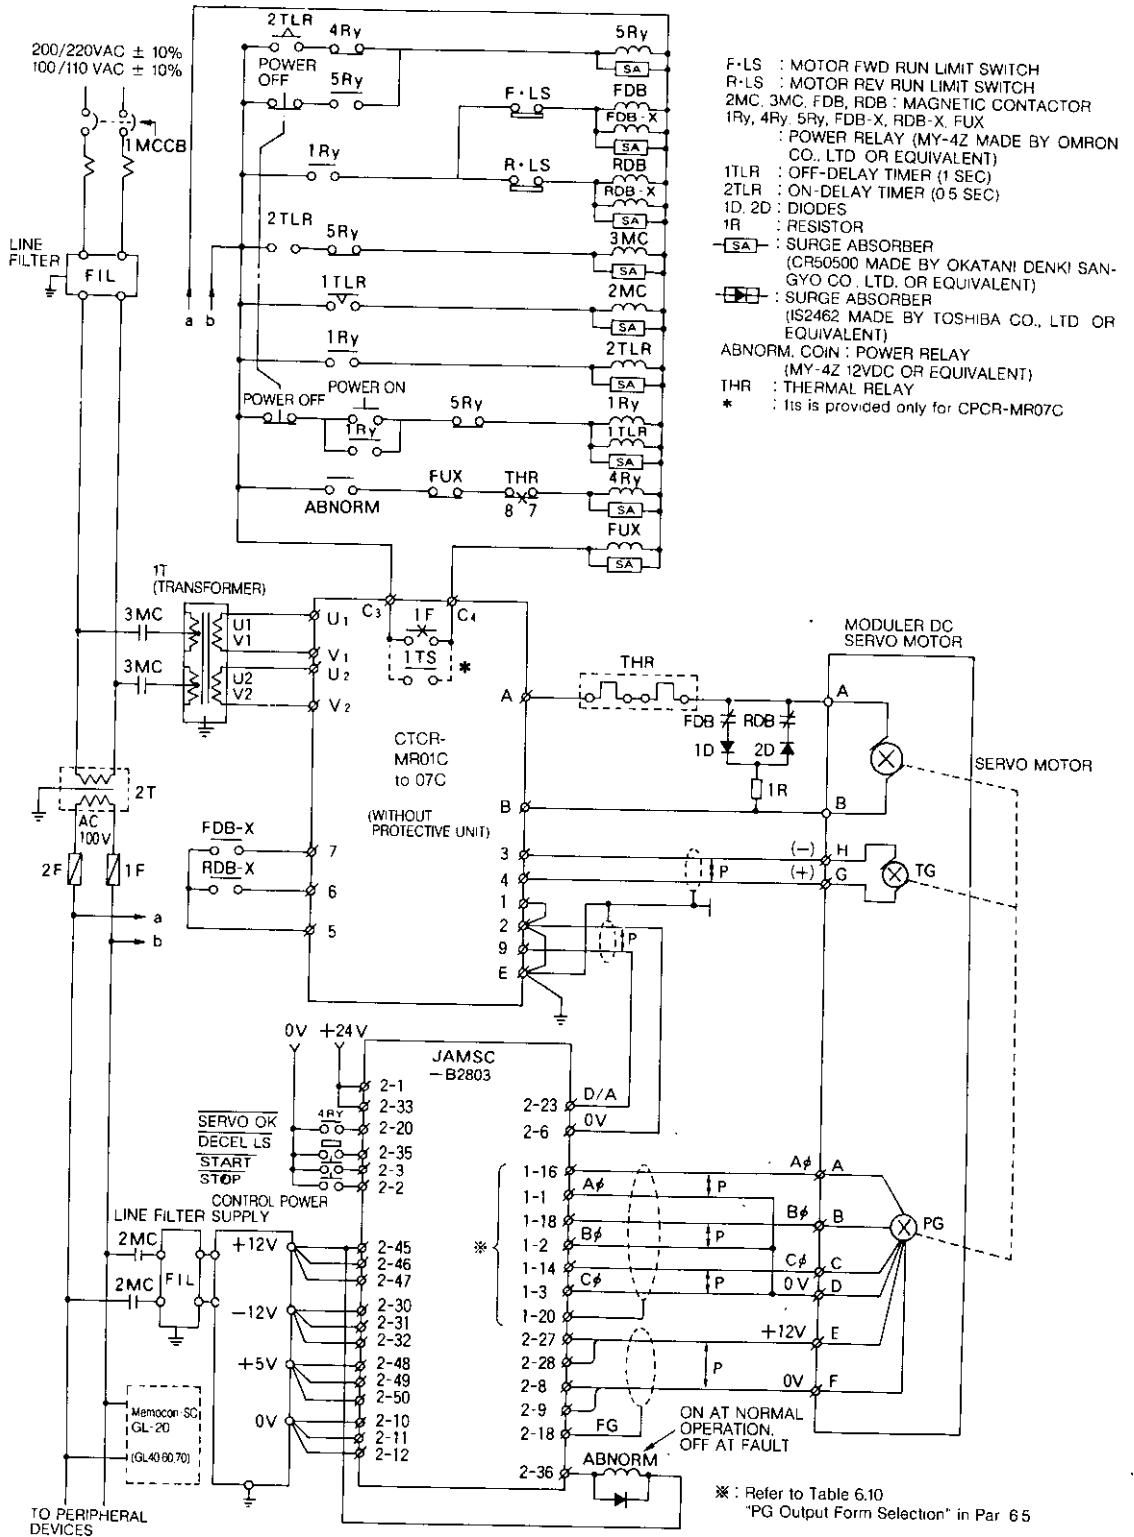 200/220VAC ± 10%
100/110 VAC ± 10%
1MCCB
LINE
FILTER
FIL
a b
2TLR
4Ry
5Ry
SA
POWER
OFF
5Ry
F·LS
FDB
FDB-X
SA
1Ry
R·LS
RDB
RDB-X
SA
2TLR
5Ry
3MC
SA
1TLR
2MC
SA
1Ry
2TLR
SA
POWER OFF
POWER ON
1Ry
5Ry
1Ry
1TLR
SA
ABNORM
FUX
THR
8 7
4Ry
SA
FUX
SA
F·LS : MOTOR FWD RUN LIMIT SWITCH
R·LS : MOTOR REV RUN LIMIT SWITCH
2MC, 3MC, FDB, RDB : MAGNETIC CONTACTOR
1Ry, 4Ry, 5Ry, FDB-X, RDB-X, FUX
: POWER RELAY (MY-4Z MADE BY OMRON
CO., LTD OR EQUIVALENT)
1TLR : OFF-DELAY TIMER (1 SEC)
2TLR : ON-DELAY TIMER (0.5 SEC)
1D, 2D : DIODES
1R : RESISTOR
SA : SURGE ABSORBER
(CR50500 MADE BY OKATANI DENKI SAN-
GYO CO., LTD. OR EQUIVALENT)
: SURGE ABSORBER
(IS2462 MADE BY TOSHIBA CO., LTD OR
EQUIVALENT)
ABNORM, COIN : POWER RELAY
(MY-4Z 12VDC OR EQUIVALENT)
THR : THERMAL RELAY
* : 1ts is provided only for CPCR-MR07C
1T
(TRANSFORMER)
3MC
U1
V1
3MC
U2
V2
U1
V1
U2
V2
C3
C4
1F
1TS
*
CTCR-
MR01C
to 07C
(WITHOUT
PROTECTIVE UNIT)
A
B
3
4
1
2
9
E
7
6
5
FDB-X
RDB-X
THR
FDB
RDB
1D
2D
1R
MODULER DC
SERVO MOTOR
A
B
SERVO MOTOR
(−) H
(+) G
TG
P
P
2T
AC
100V
2F
1F
a
b
0V +24V
JAMSC
−B2803
2-1
2-33
SERVO OK
4RY
2-20
DECEL LS
2-35
START
2-3
STOP
2-2
CONTROL POWER
SUPPLY
LINE FILTER
2MC
FIL
2MC
+12V
2-45
2-46
2-47
−12V
2-30
2-31
2-32
+5V
2-48
2-49
2-50
0V
2-10
2-11
2-12
2-23 D/A
2-6 0V
※
1-16
1-1 Aφ
1-18
1-2 Bφ
1-14
1-3 Cφ
1-20
2-27
2-28
2-8
2-9
2-18 FG
2-36
P
P
P
P
Aφ A
Bφ B
Cφ C
0V D
+12V E
0V F
PG
ON AT NORMAL
OPERATION,
OFF AT FAULT
ABNORM
Memocon-SC
GL-20
(GL40 60,70)
TO PERIPHERAL
DEVICES
※ : Refer to Table 6.10
"PG Output Form Selection" in Par 6.5